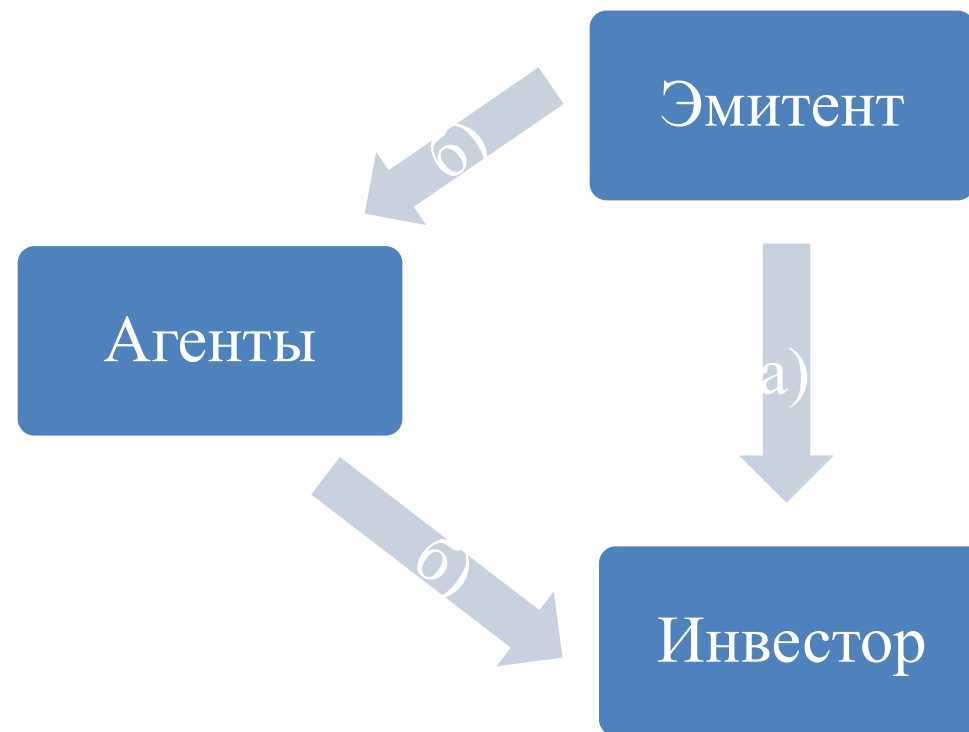 Эмитент
б)
Агенты
а)
б)
Инвестор